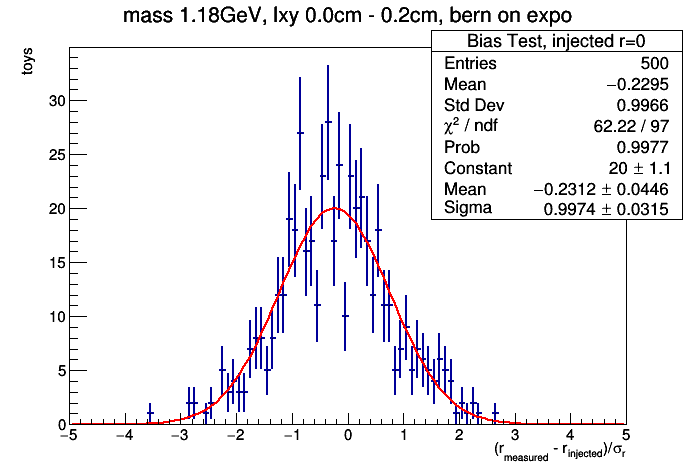 mass 1.18GeV, lxy 0.0cm - 0.2cm, bern on expo
Bias Test, injected r=0
Entries 500
Mean −0.2295
Std Dev 0.9966
χ² / ndf 62.22 / 97
Prob 0.9977
Constant 20 ± 1.1
Mean −0.2312 ± 0.0446
Sigma 0.9974 ± 0.0315
toys
30
25
20
15
10
5
0
−5 −4 −3 −2 −1 0 1 2 3 4 5
(r_measured - r_injected)/σ_r